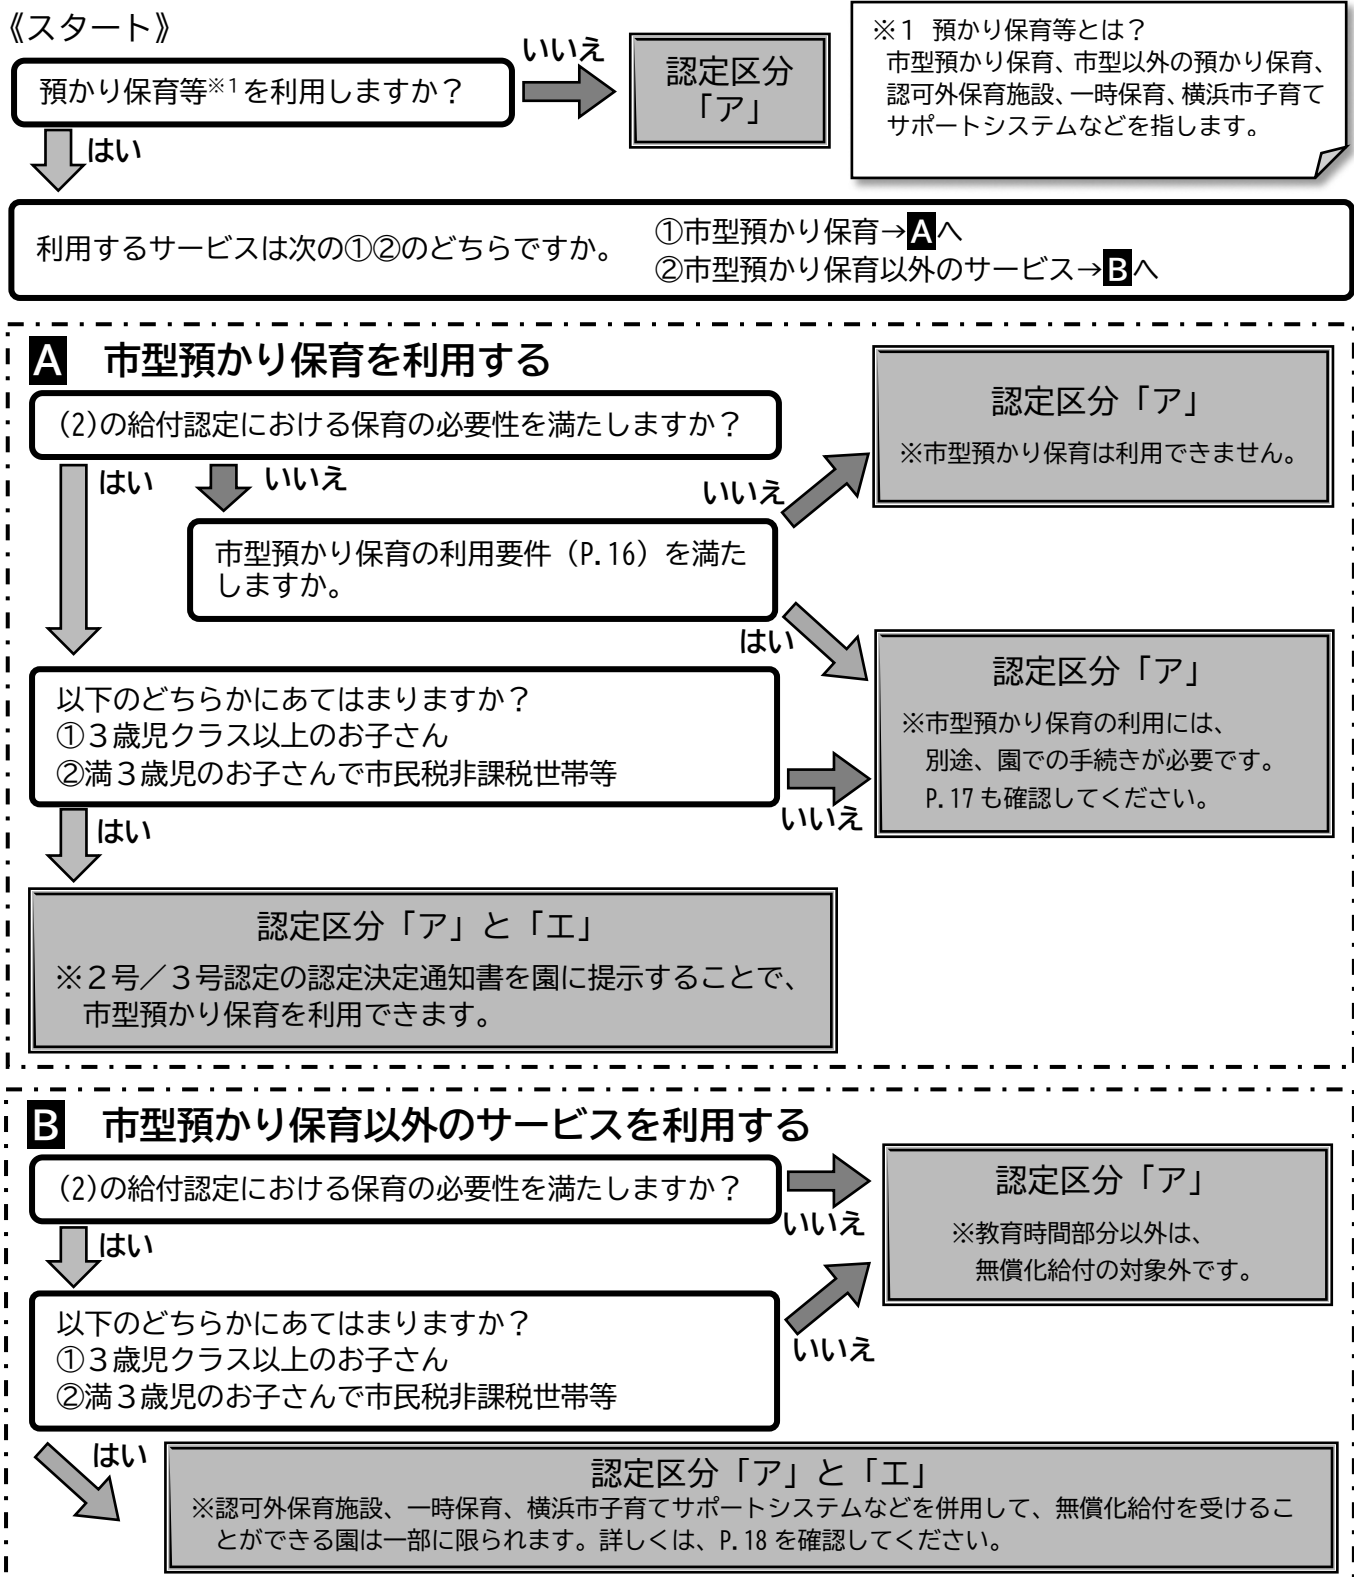 《スタート》
預かり保育等※1を利用しますか？
いいえ
認定区分
「ア」
※１ 預かり保育等とは？
市型預かり保育、市型以外の預かり保育、
認可外保育施設、一時保育、横浜市子育て
サポートシステムなどを指します。
はい
利用するサービスは次の①②のどちらですか。
①市型預かり保育→Aへ
②市型預かり保育以外のサービス→Bへ
A 市型預かり保育を利用する
(2)の給付認定における保育の必要性を満たしますか？
はい
いいえ
いいえ
認定区分「ア」
※市型預かり保育は利用できません。
市型預かり保育の利用要件（P.16）を満た
しますか。
はい
認定区分「ア」
※市型預かり保育の利用には、
別途、園での手続きが必要です。
P.17も確認してください。
以下のどちらかにあてはまりますか？
①３歳児クラス以上のお子さん
②満３歳児のお子さんで市民税非課税世帯等
いいえ
はい
認定区分「ア」と「エ」
※２号／３号認定の認定決定通知書を園に提示することで、
市型預かり保育を利用できます。
B 市型預かり保育以外のサービスを利用する
(2)の給付認定における保育の必要性を満たしますか？
いいえ
認定区分「ア」
※教育時間部分以外は、
無償化給付の対象外です。
はい
以下のどちらかにあてはまりますか？
①３歳児クラス以上のお子さん
②満３歳児のお子さんで市民税非課税世帯等
いいえ
はい
認定区分「ア」と「エ」
※認可外保育施設、一時保育、横浜市子育てサポートシステムなどを併用して、無償化給付を受けるこ
とができる園は一部に限られます。詳しくは、P.18を確認してください。